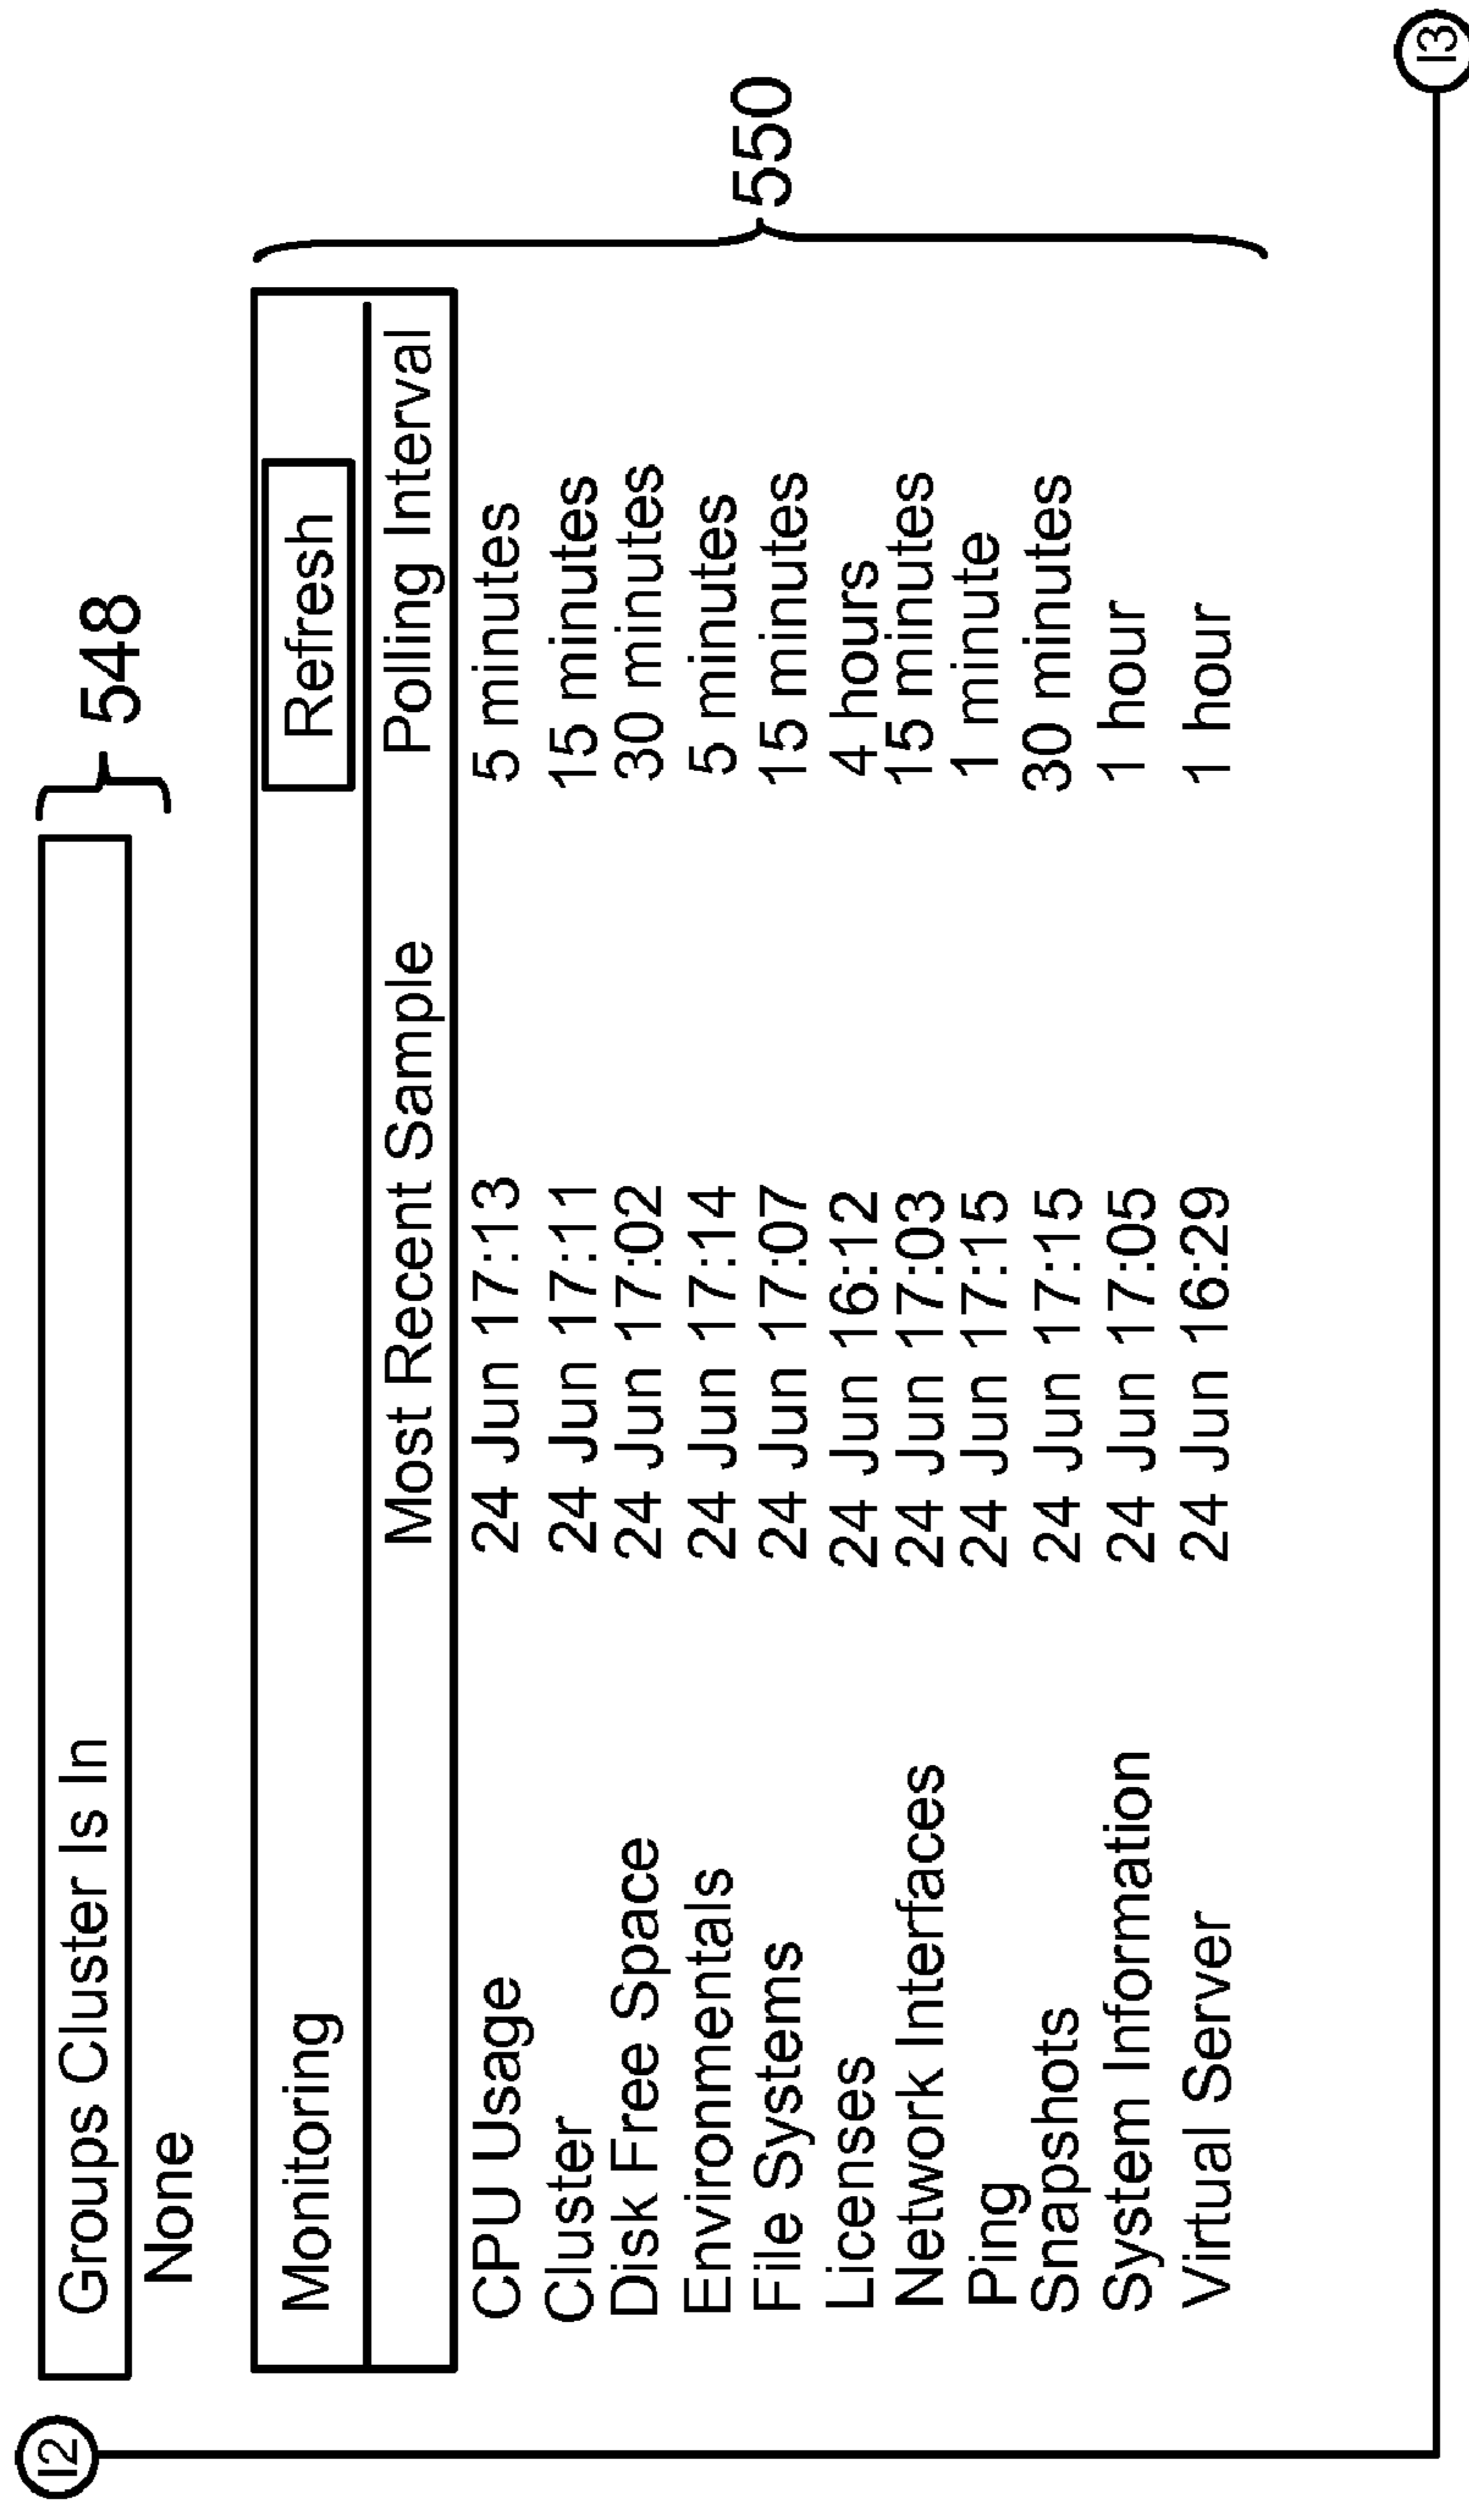 12
Groups Cluster Is In
548
None
Monitoring Refresh
Most Recent Sample Polling Interval
CPU Usage 24 Jun 17:13 5 minutes
Cluster 24 Jun 17:11 15 minutes
Disk Free Space 24 Jun 17:02 30 minutes
Environmentals 24 Jun 17:14 5 minutes
File Systems 24 Jun 17:07 15 minutes
550
Licenses 24 Jun 16:12 4 hours
Network Interfaces 24 Jun 17:03 15 minutes
Ping 24 Jun 17:15 1 minute
Snapshots 24 Jun 17:15 30 minutes
System Information 24 Jun 17:05 1 hour
Virtual Server 24 Jun 16:29 1 hour
13